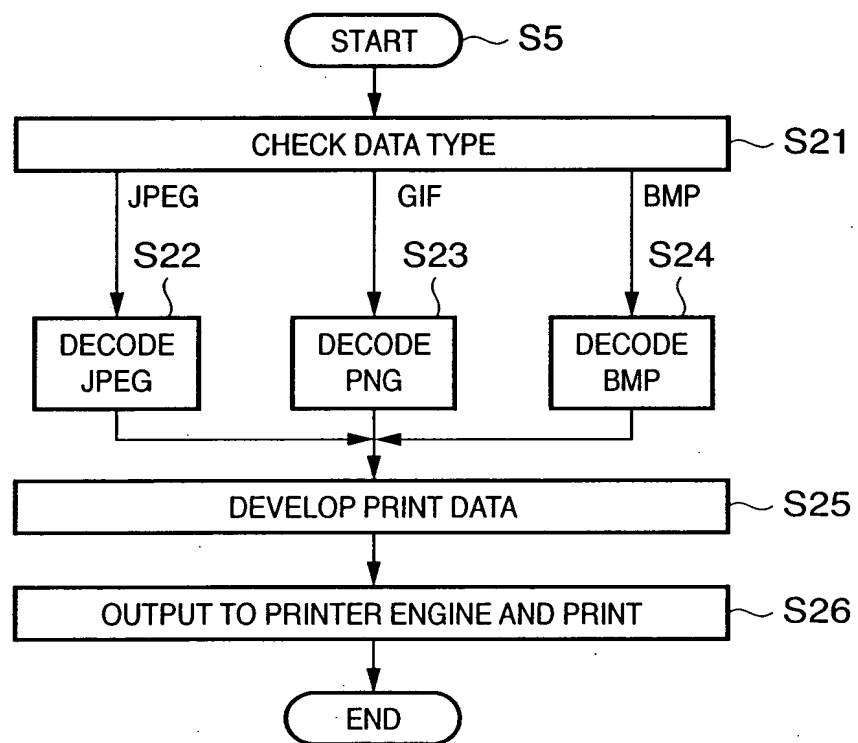 START
S5
CHECK DATA TYPE
S21
JPEG
GIF
BMP
S22
S23
S24
DECODE
JPEG
DECODE
PNG
DECODE
BMP
DEVELOP PRINT DATA
S25
OUTPUT TO PRINTER ENGINE AND PRINT
S26
END